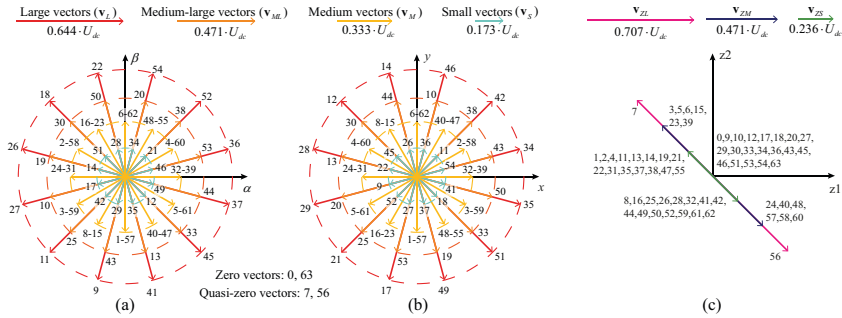 Large vectors (v_L) Medium-large vectors (v_ML) Medium vectors (v_M) Small vectors (v_S)
0.644·U_dc 0.471·U_dc 0.333·U_dc 0.173·U_dc
v_ZL v_ZM v_ZS
0.707·U_dc 0.471·U_dc 0.236·U_dc
β
22 54
18 50 20 52
16-23 6-62 48-55
30 38
26 2-58 51 28 34 21 4-60 36
19 53
24-31 14 46 32-39
α
17 49
10 44
27 3-59 42 29 35 12 5-61 37
25 33
8-15 1-57 40-47
11 43 13 45
9 41
Zero vectors: 0, 63
Quasi-zero vectors: 7, 56
(a)
y
14 46
12 10 42
8-15 6-62 40-47
30 38
28 24-31 45 26 36 21 4-60 34
13 43
2-58 22 54 32-39
x
9 41
20 50
29 3-59 52 27 37 18 5-61 35
25 33
16-23 1-57 48-55
21 53 19 51
17 49
(b)
z2
7
3,5,6,15,
23,39
0,9,10,12,17,18,20,27,
29,30,33,34,36,43,45,
46,51,53,54,63
1,2,4,11,13,14,19,21,
22,31,35,37,38,47,55
z1
8,16,25,26,28,32,41,42,
44,49,50,52,59,61,62
24,40,48,
57,58,60
56
(c)